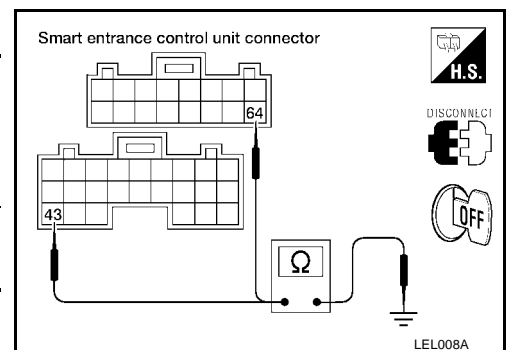 Smart entrance control unit connector
H.S.
DISCONNECT
64
43
OFF
Ω
LEL008A